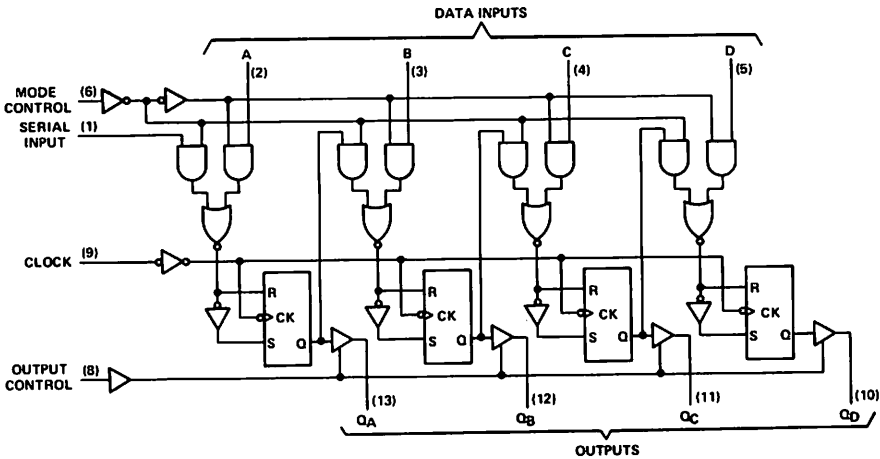 DATA INPUTS
A B C D
(2) (3) (4) (5)
MODE CONTROL (6)
SERIAL INPUT (1)
CLOCK (9)
R R R R
CK CK CK CK
S Q S Q S Q S Q
OUTPUT CONTROL (8)
(13) (12) (11) (10)
QA QB QC QD
OUTPUTS